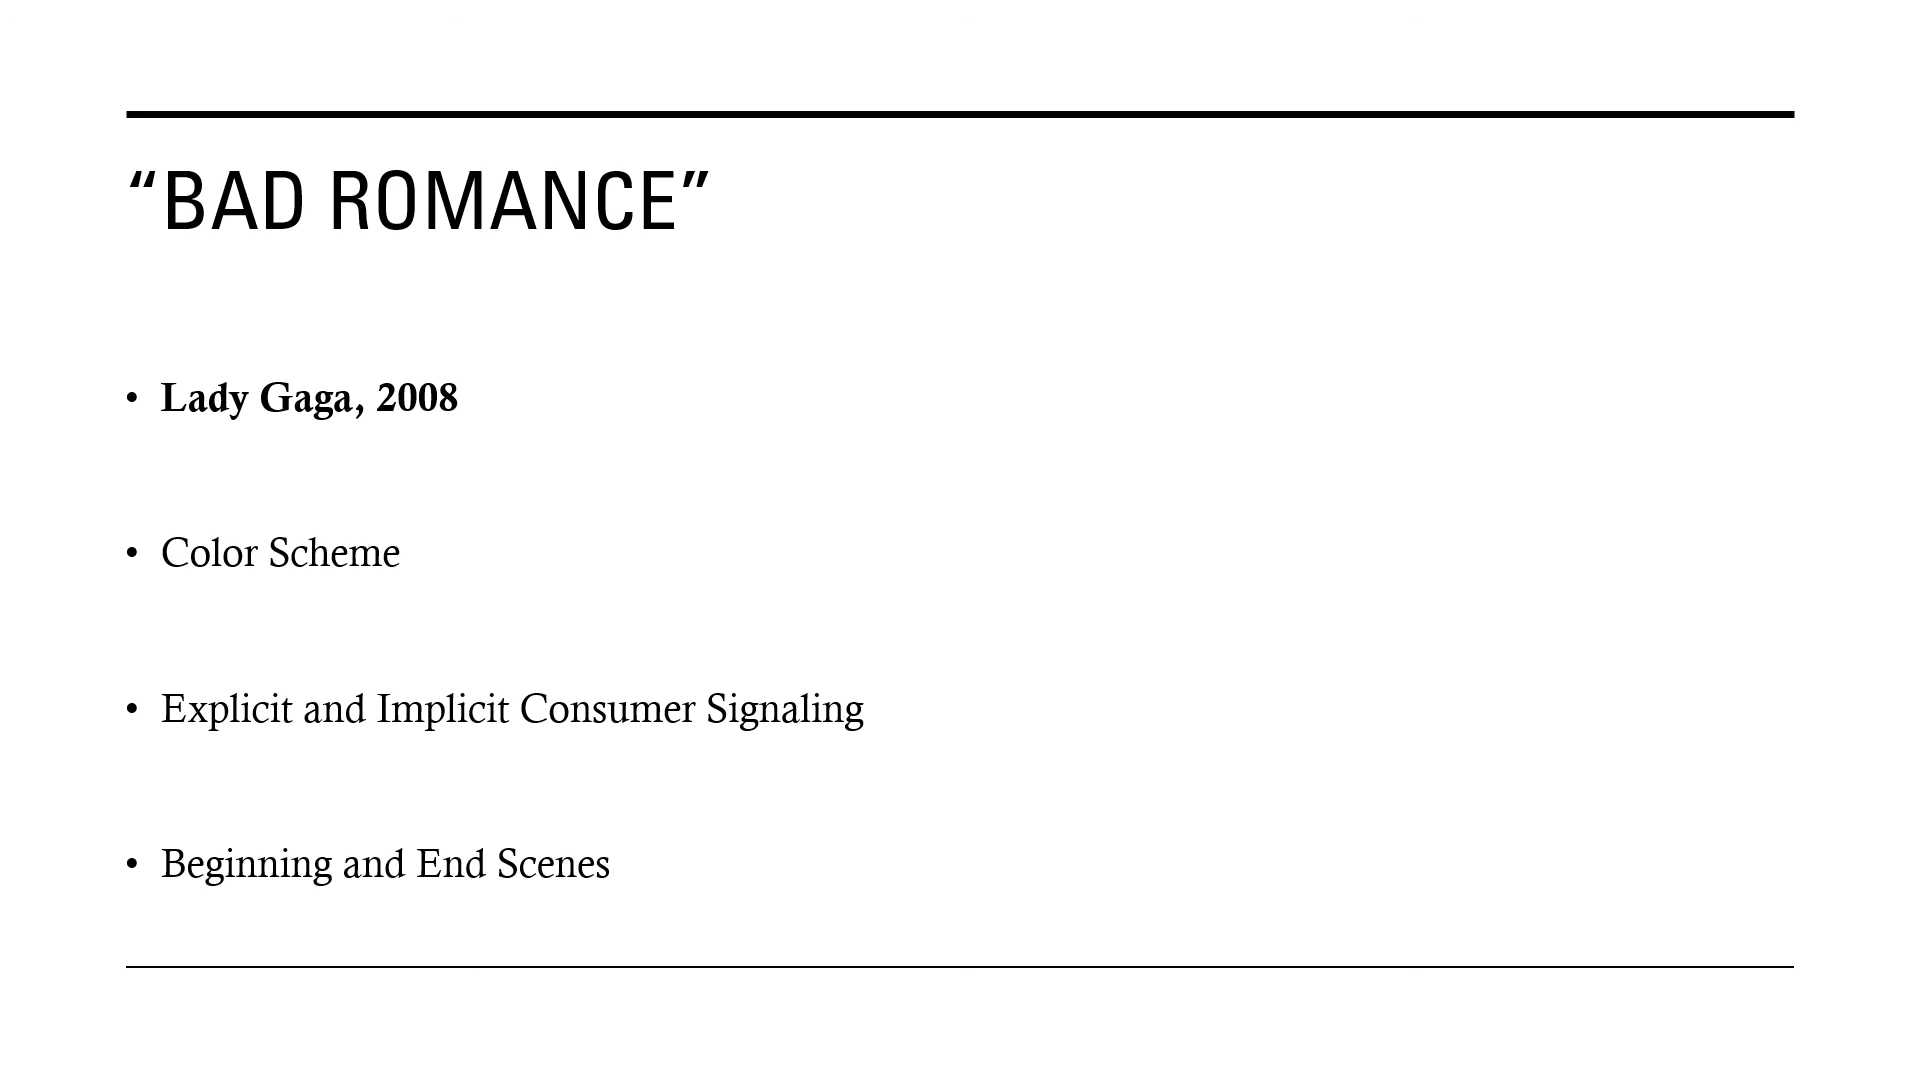 “BAD ROMANCE”
• Lady Gaga, 2008
• Color Scheme
• Explicit and Implicit Consumer Signaling
• Beginning and End Scenes